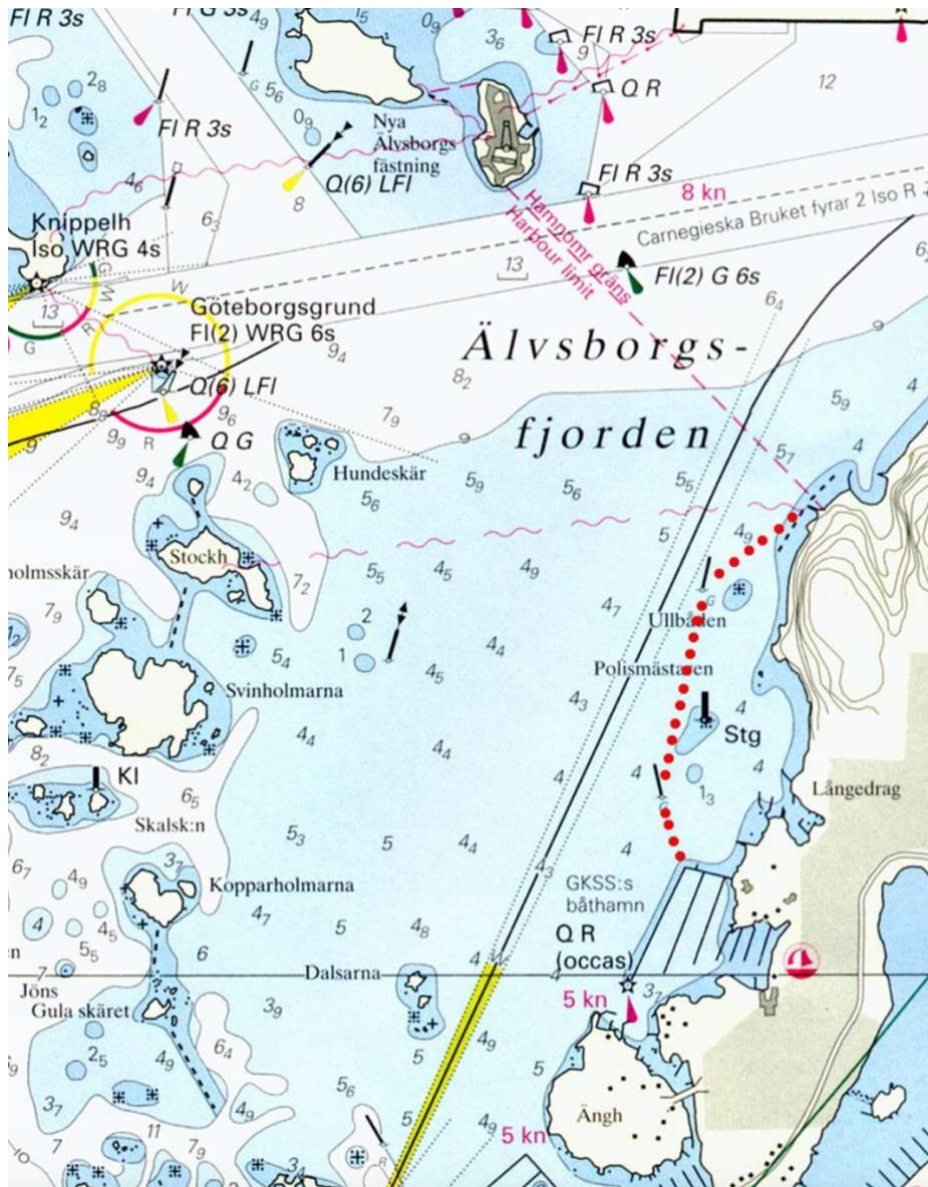 Fl R 3s
Fl G 3s
Fl R 3s
Q R
Fl R 3s
Nya
Älvsborgs
fästning
Q(6) LFl
Fl R 3s
8 kn
Carnegieska Bruket fyrar 2 Iso R
Hamnomr gräns
Harbour limit
Knippelh
Iso WRG 4s
Fl(2) G 6s
Göteborgsgrund
Fl(2) WRG 6s
Älvsborgs-
fjorden
Q(6) LFl
Q G
Hundeskär
Stockh
holmsskär
Ullbåden
Polismästaren
Svinholmarna
Stg
Kl
Långedrag
Skalsk:n
Kopparholmarna
GKSS:s
båthamn
Q R
(occas)
Dalsarna
Jöns
Gula skäret
5 kn
Ängh
5 kn